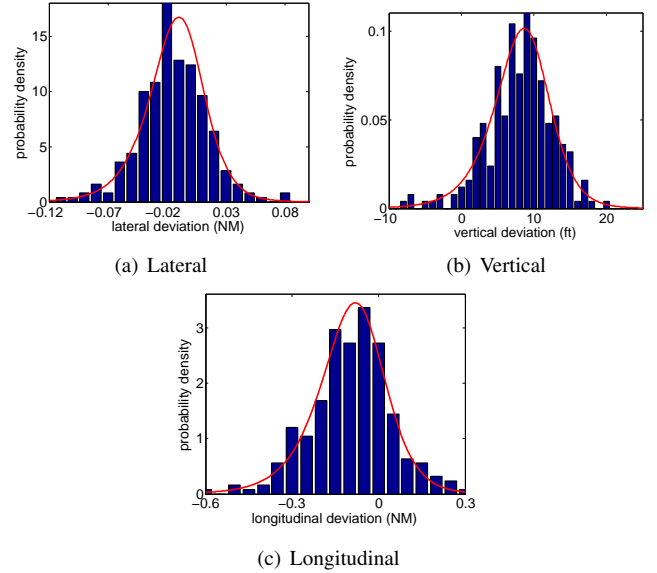 15
10
5
0
−0.12 −0.07 −0.02 0.03 0.08
probability density
lateral deviation (NM)
(a) Lateral
0.1
0.05
0
−10 0 10 20
probability density
vertical deviation (ft)
(b) Vertical
3
2
1
0
−0.6 −0.3 0 0.3
probability density
longitudinal deviation (NM)
(c) Longitudinal